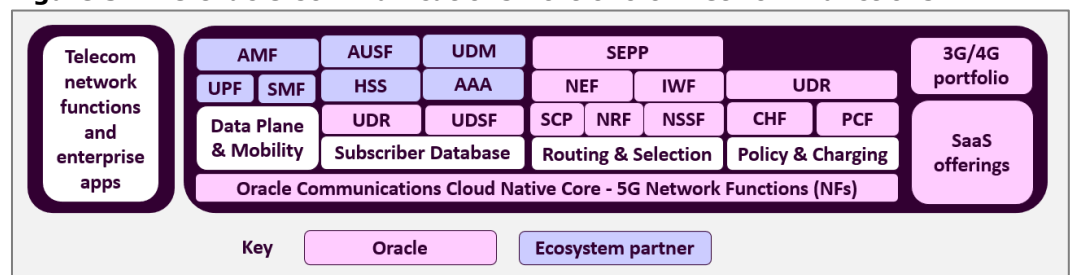 Telecom
network
functions
and
enterprise
apps
AMF
AUSF
UDM
SEPP
3G/4G
portfolio
UPF
SMF
HSS
AAA
NEF
IWF
UDR
Data Plane
& Mobility
UDR
UDSF
SCP
NRF
NSSF
CHF
PCF
SaaS
offerings
Subscriber Database
Routing & Selection
Policy & Charging
Oracle Communications Cloud Native Core - 5G Network Functions (NFs)
Key
Oracle
Ecosystem partner